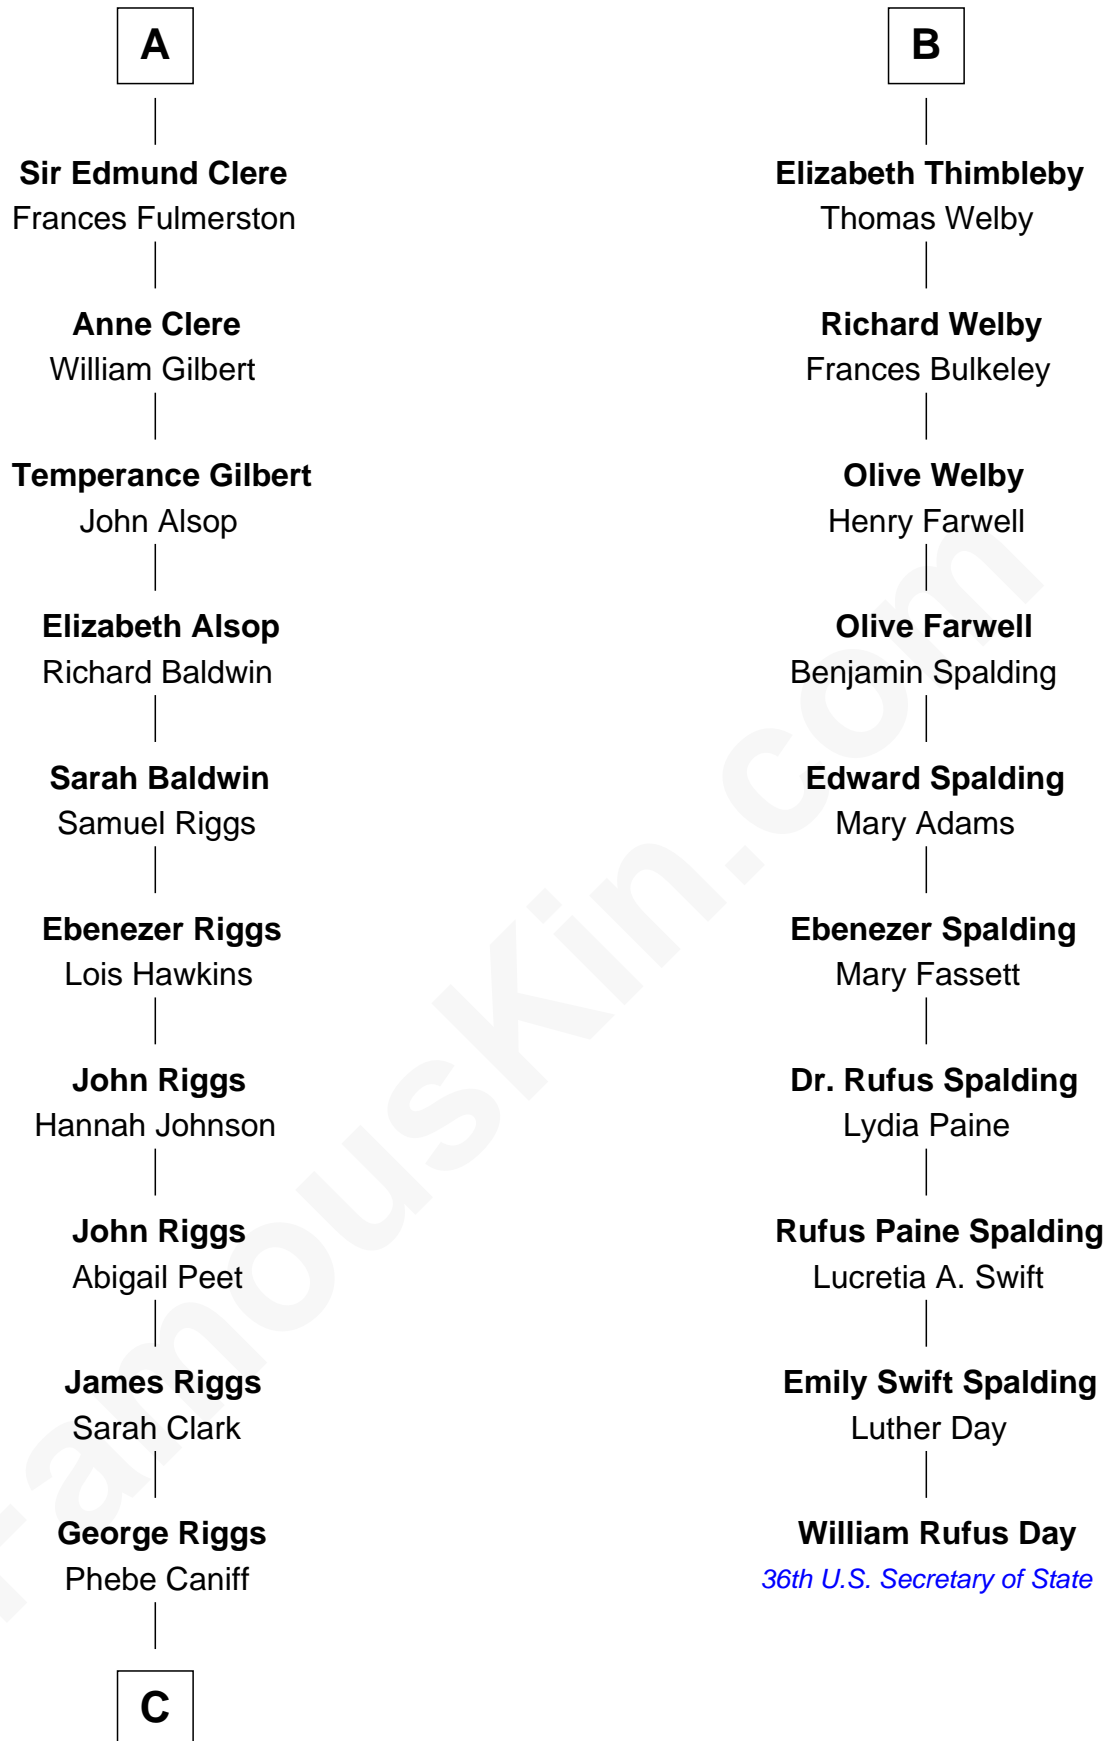 A
Sir Edmund Clere
Frances Fulmerston
Anne Clere
William Gilbert
Temperance Gilbert
John Alsop
Elizabeth Alsop
Richard Baldwin
Sarah Baldwin
Samuel Riggs
Ebenezer Riggs
Lois Hawkins
John Riggs
Hannah Johnson
John Riggs
Abigail Peet
James Riggs
Sarah Clark
George Riggs
Phebe Caniff
C
B
Elizabeth Thimbleby
Thomas Welby
Richard Welby
Frances Bulkeley
Olive Welby
Henry Farwell
Olive Farwell
Benjamin Spalding
Edward Spalding
Mary Adams
Ebenezer Spalding
Mary Fassett
Dr. Rufus Spalding
Lydia Paine
Rufus Paine Spalding
Lucretia A. Swift
Emily Swift Spalding
Luther Day
William Rufus Day
36th U.S. Secretary of State
FamousKin.com